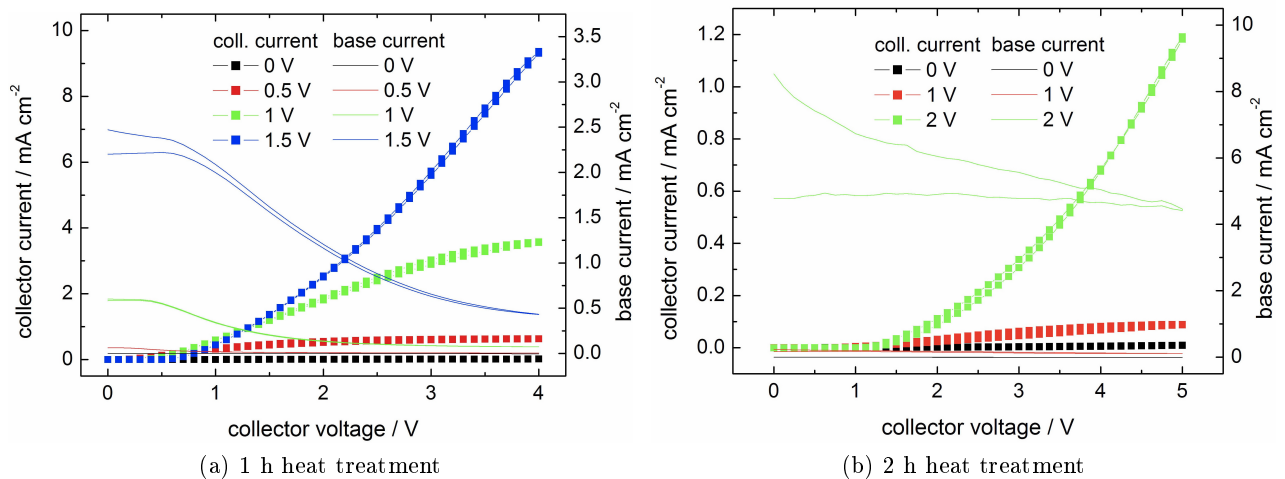 coll. current base current
0 V 0 V
0.5 V 0.5 V
1 V 1 V
1.5 V 1.5 V
10
8
6
4
2
0
collector current / mA cm-2
3.5
3.0
2.5
2.0
1.5
1.0
0.5
0.0
base current / mA cm-2
0 1 2 3 4
collector voltage / V
(a) 1 h heat treatment
coll. current base current
0 V 0 V
1 V 1 V
2 V 2 V
1.2
1.0
0.8
0.6
0.4
0.2
0.0
collector current / mA cm-2
10
8
6
4
2
0
base current / mA cm-2
0 1 2 3 4 5
collector voltage / V
(b) 2 h heat treatment